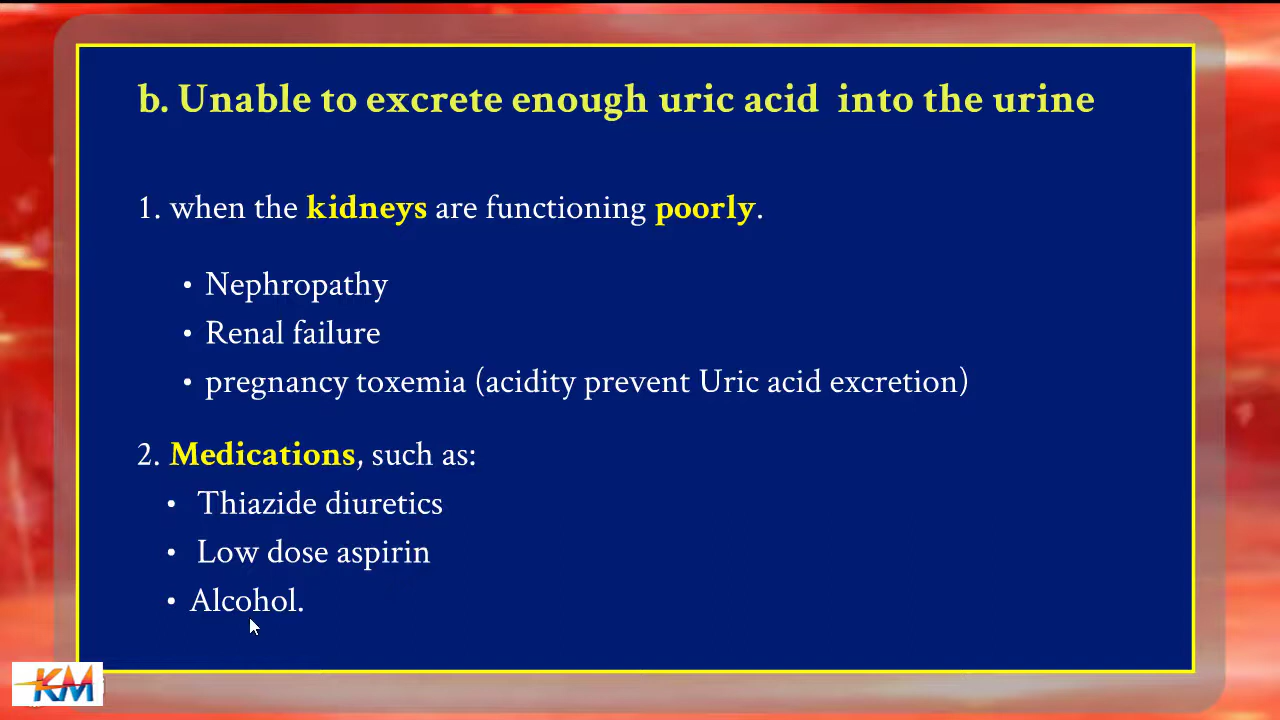 b. Unable to excrete enough uric acid into the urine
1. when the kidneys are functioning poorly.
• Nephropathy
• Renal failure
• pregnancy toxemia (acidity prevent Uric acid excretion)
2. Medications, such as:
• Thiazide diuretics
• Low dose aspirin
• Alcohol.
KM